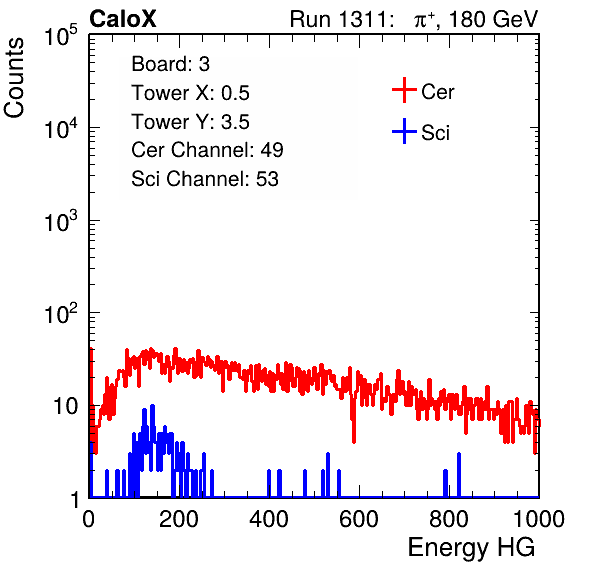 CaloX Run 1311: π⁺, 180 GeV
Counts
10⁵
10⁴
10³
10²
10
1
Board: 3
Tower X: 0.5
Tower Y: 3.5
Cer Channel: 49
Sci Channel: 53
Cer
Sci
0 200 400 600 800 1000
Energy HG